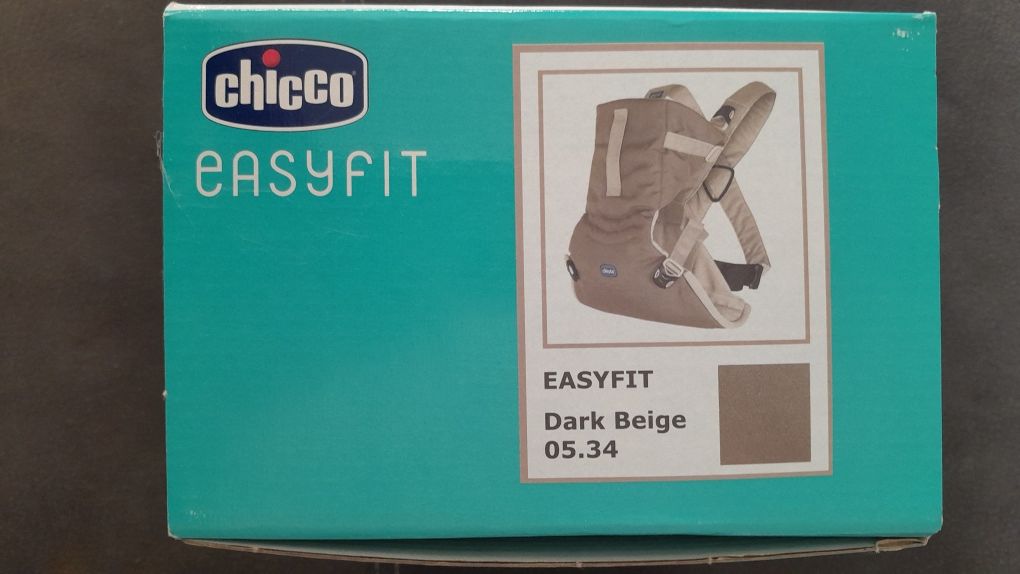 chicco
EASYFIT
EASYFIT
Dark Beige
05.34